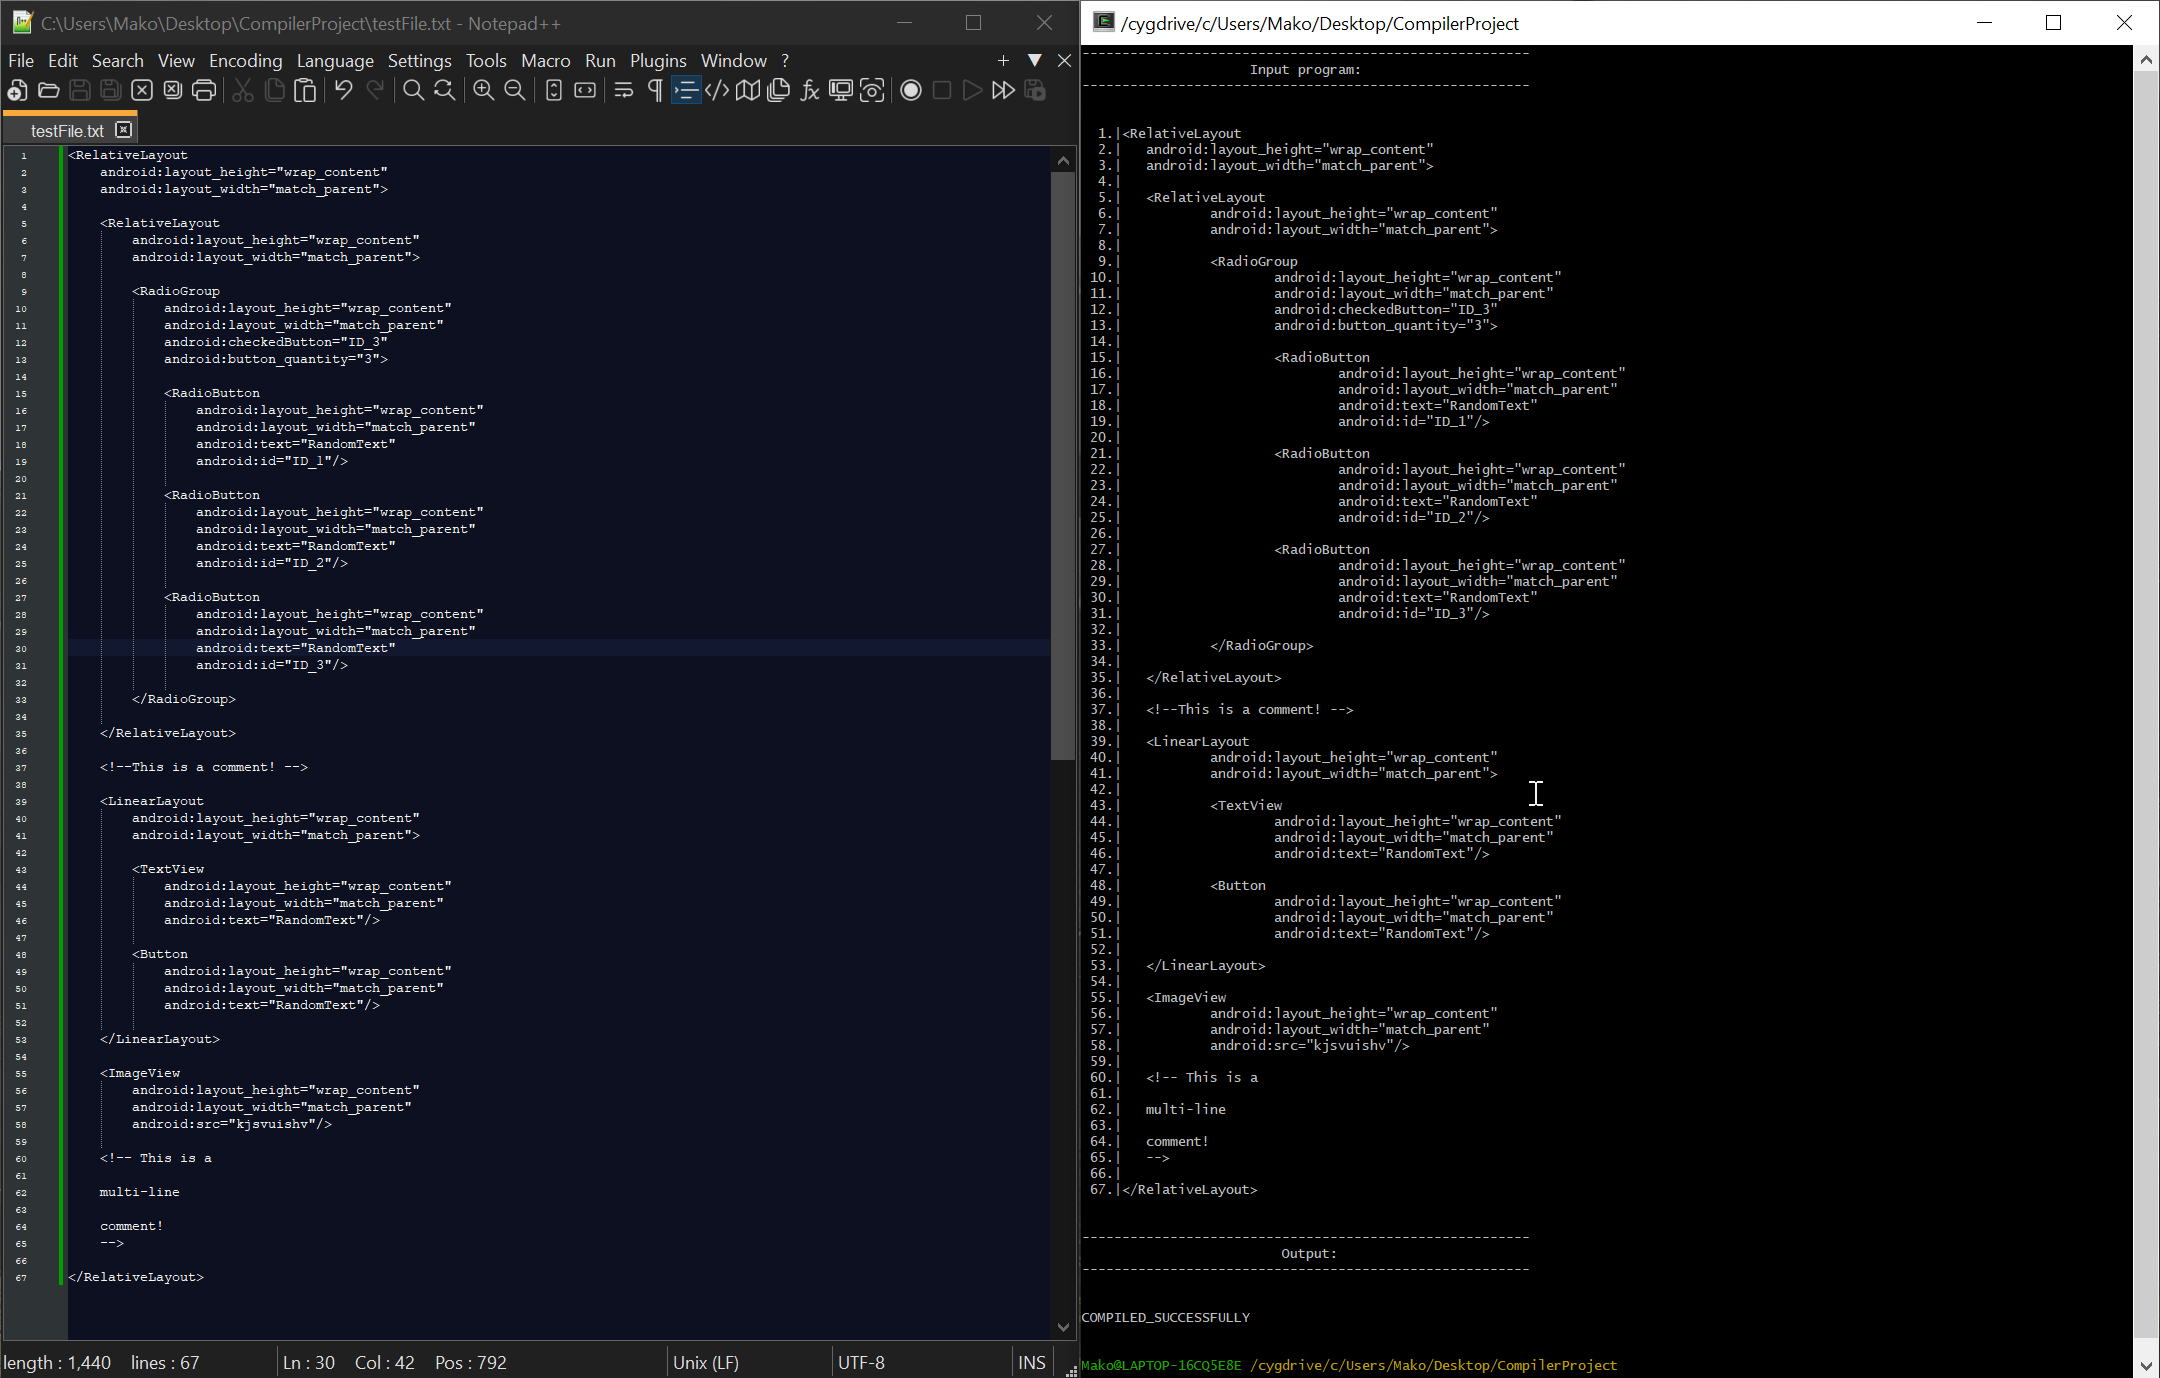 C:\Users\Mako\Desktop\CompilerProject\testFile.txt - Notepad++
File Edit Search View Encoding Language Settings Tools Macro Run Plugins Window ?
testFile.txt
1 <RelativeLayout
2 android:layout_height="wrap_content"
3 android:layout_width="match_parent">
4
5 <RelativeLayout
6 android:layout_height="wrap_content"
7 android:layout_width="match_parent">
8
9 <RadioGroup
10 android:layout_height="wrap_content"
11 android:layout_width="match_parent"
12 android:checkedButton="ID_3"
13 android:button_quantity="3">
14
15 <RadioButton
16 android:layout_height="wrap_content"
17 android:layout_width="match_parent"
18 android:text="RandomText"
19 android:id="ID_1"/>
20
21 <RadioButton
22 android:layout_height="wrap_content"
23 android:layout_width="match_parent"
24 android:text="RandomText"
25 android:id="ID_2"/>
26
27 <RadioButton
28 android:layout_height="wrap_content"
29 android:layout_width="match_parent"
30 android:text="RandomText"
31 android:id="ID_3"/>
32
33 </RadioGroup>
34
35 </RelativeLayout>
36
37 <!--This is a comment! -->
38
39 <LinearLayout
40 android:layout_height="wrap_content"
41 android:layout_width="match_parent">
42
43 <TextView
44 android:layout_height="wrap_content"
45 android:layout_width="match_parent"
46 android:text="RandomText"/>
47
48 <Button
49 android:layout_height="wrap_content"
50 android:layout_width="match_parent"
51 android:text="RandomText"/>
52
53 </LinearLayout>
54
55 <ImageView
56 android:layout_height="wrap_content"
57 android:layout_width="match_parent"
58 android:src="kjsvuishv"/>
59
60 <!-- This is a
61
62 multi-line
63
64 comment!
65 -->
66
67 </RelativeLayout>
length : 1,440 lines : 67 Ln : 30 Col : 42 Pos : 792 Unix (LF) UTF-8 INS
/cygdrive/c/Users/Mako/Desktop/CompilerProject
--------------------------------------------------------
Input program:
--------------------------------------------------------
1.|<RelativeLayout
2.| android:layout_height="wrap_content"
3.| android:layout_width="match_parent">
4.|
5.| <RelativeLayout
6.| android:layout_height="wrap_content"
7.| android:layout_width="match_parent">
8.|
9.| <RadioGroup
10.| android:layout_height="wrap_content"
11.| android:layout_width="match_parent"
12.| android:checkedButton="ID_3"
13.| android:button_quantity="3">
14.|
15.| <RadioButton
16.| android:layout_height="wrap_content"
17.| android:layout_width="match_parent"
18.| android:text="RandomText"
19.| android:id="ID_1"/>
20.|
21.| <RadioButton
22.| android:layout_height="wrap_content"
23.| android:layout_width="match_parent"
24.| android:text="RandomText"
25.| android:id="ID_2"/>
26.|
27.| <RadioButton
28.| android:layout_height="wrap_content"
29.| android:layout_width="match_parent"
30.| android:text="RandomText"
31.| android:id="ID_3"/>
32.|
33.| </RadioGroup>
34.|
35.| </RelativeLayout>
36.|
37.| <!--This is a comment! -->
38.|
39.| <LinearLayout
40.| android:layout_height="wrap_content"
41.| android:layout_width="match_parent">
42.|
43.| <TextView
44.| android:layout_height="wrap_content"
45.| android:layout_width="match_parent"
46.| android:text="RandomText"/>
47.|
48.| <Button
49.| android:layout_height="wrap_content"
50.| android:layout_width="match_parent"
51.| android:text="RandomText"/>
52.|
53.| </LinearLayout>
54.|
55.| <ImageView
56.| android:layout_height="wrap_content"
57.| android:layout_width="match_parent"
58.| android:src="kjsvuishv"/>
59.|
60.| <!-- This is a
61.|
62.| multi-line
63.|
64.| comment!
65.| -->
66.|
67.|</RelativeLayout>
--------------------------------------------------------
Output:
--------------------------------------------------------
COMPILED_SUCCESSFULLY
Mako@LAPTOP-16CQ5E8E /cygdrive/c/Users/Mako/Desktop/CompilerProject